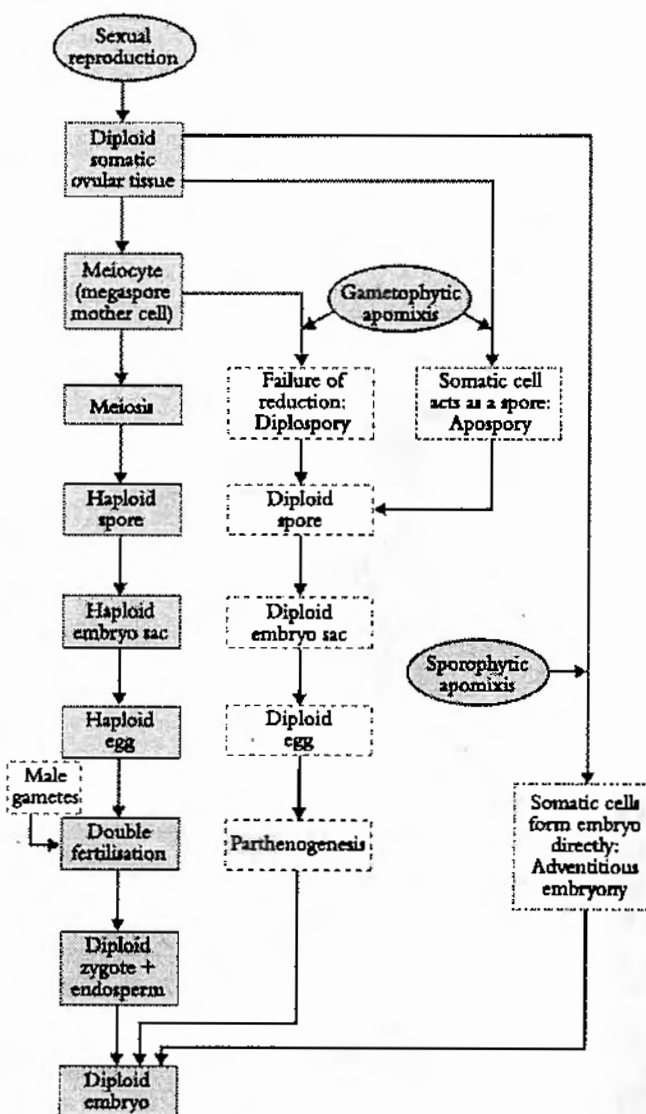 Sexual
reproduction
Diploid
somatic
ovular tissue
Meiocyte
(megaspore
mother cell)
Gametophytic
apomixis
Meiosis
Failure of
reduction:
Diplospory
Somatic cell
acts as a spore:
Apospory
Haploid
spore
Diploid
spore
Haploid
embryo sac
Diploid
embryo sac
Sporophytic
apomixis
Haploid
egg
Diploid
egg
Male
gametes
Double
fertilisation
Parthenogenesis
Somatic cells
form embryo
directly:
Adventitious
embryony
Diploid
zygote +
endosperm
Diploid
embryo